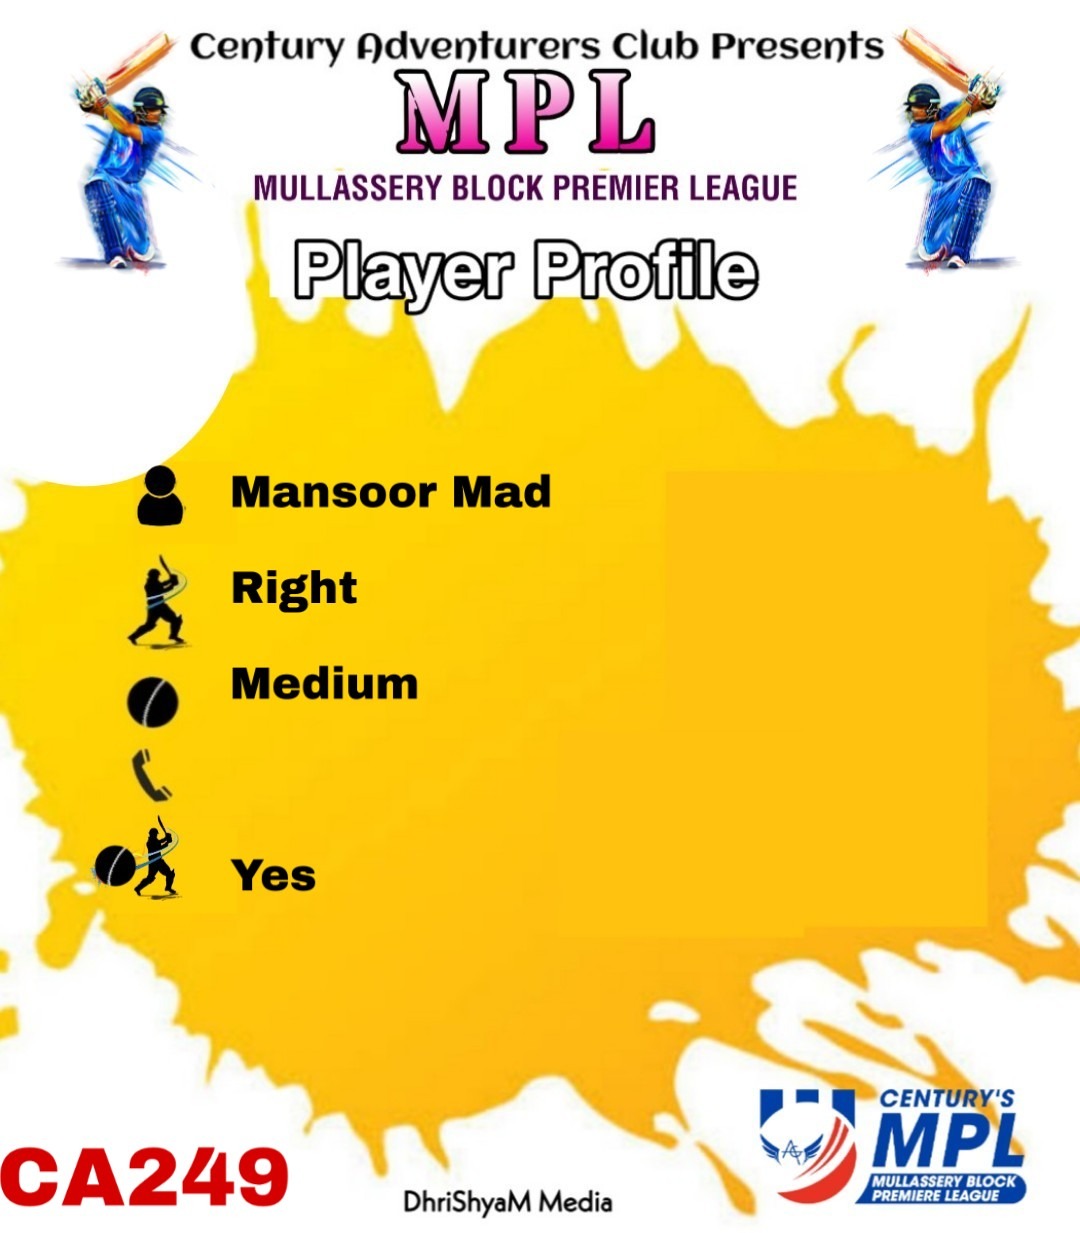 Century Adventurers Club Presents
MPL
MULLASSERY BLOCK PREMIER LEAGUE
Player Profile
Mansoor Mad
Right
Medium
Yes
CA249
DhriShyaM Media
CENTURY'S
MPL
MULLASSERY BLOCK
PREMIERE LEAGUE